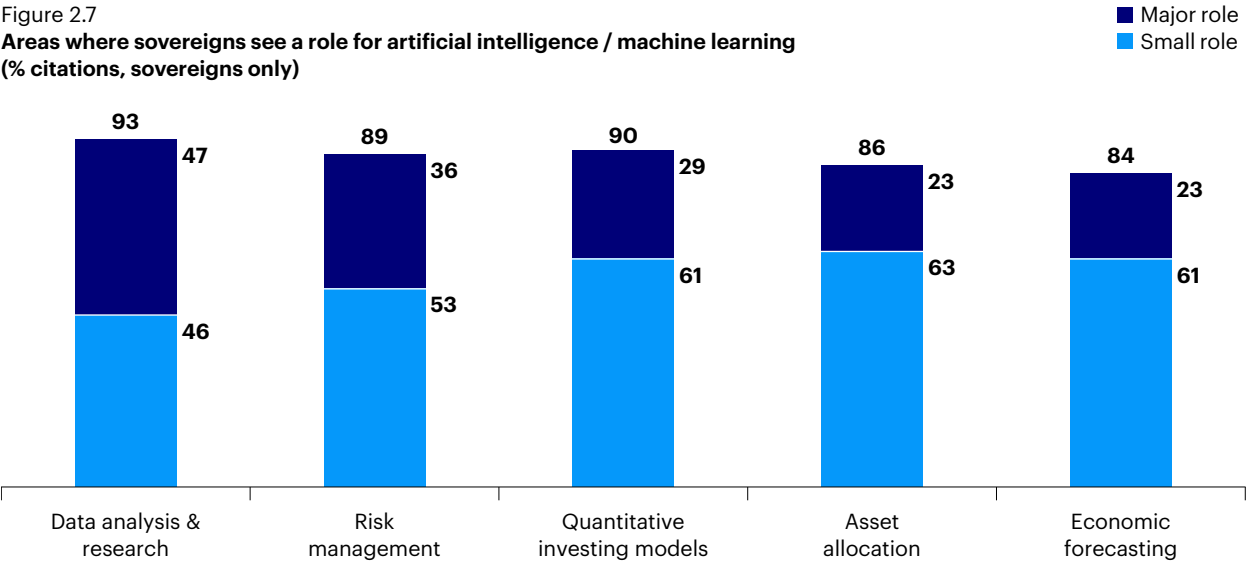 Figure 2.7
Areas where sovereigns see a role for artificial intelligence / machine learning
(% citations, sovereigns only)
Major role
Small role
93
47
46
89
36
53
90
29
61
86
23
63
84
23
61
Data analysis &
research
Risk
management
Quantitative
investing models
Asset
allocation
Economic
forecasting